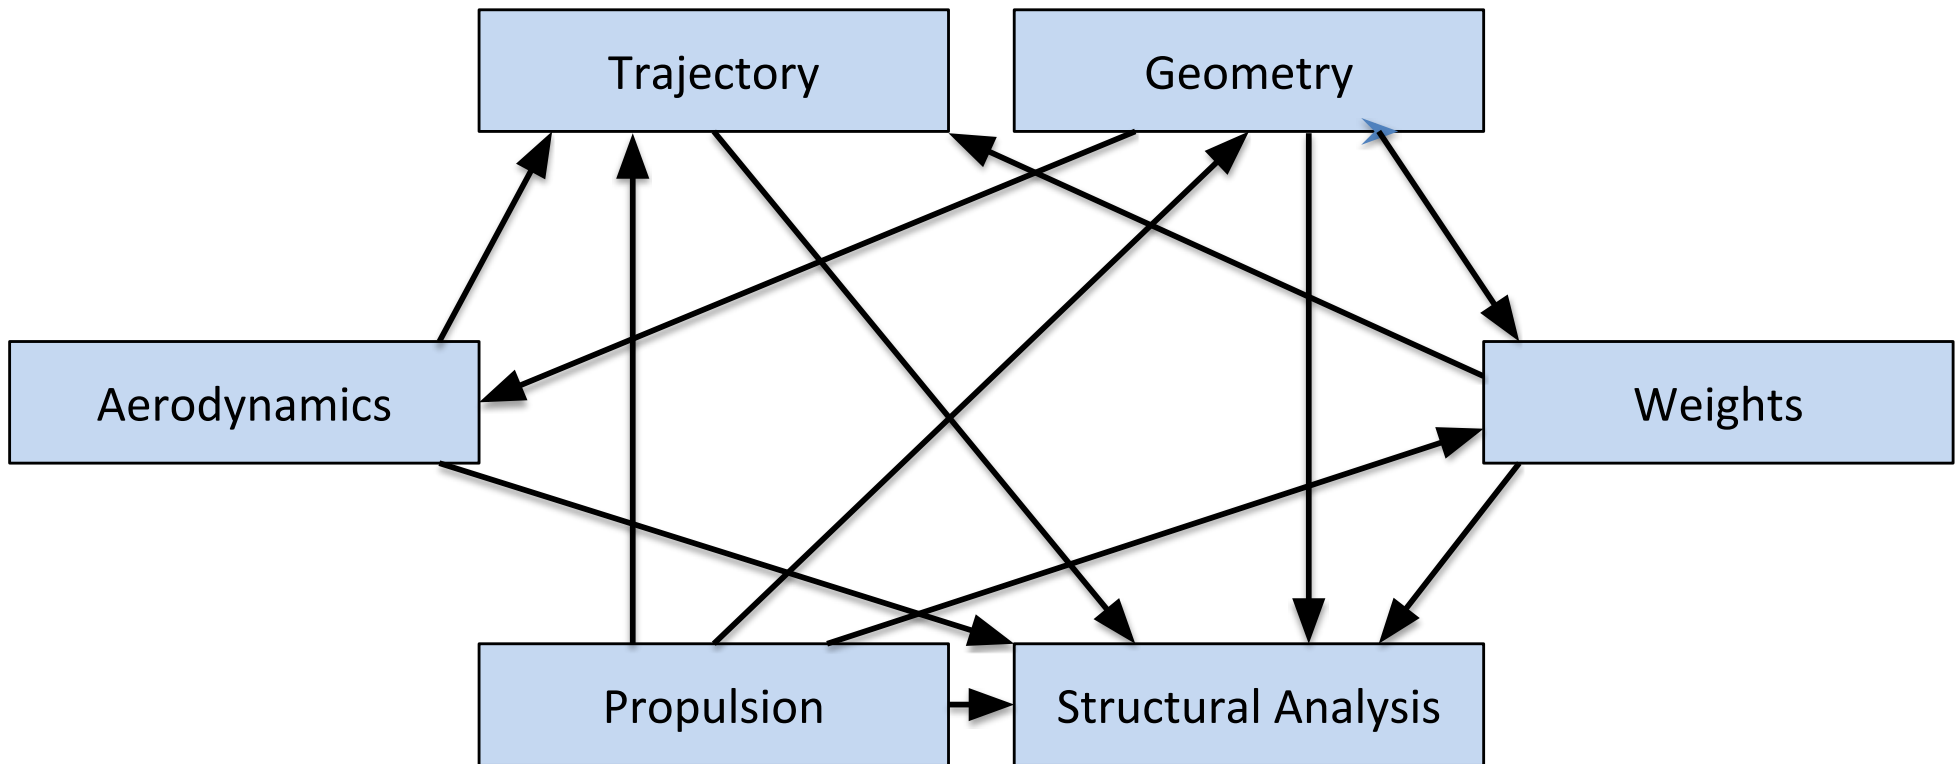 Trajectory
Geometry
Aerodynamics
Weights
Propulsion
Structural Analysis